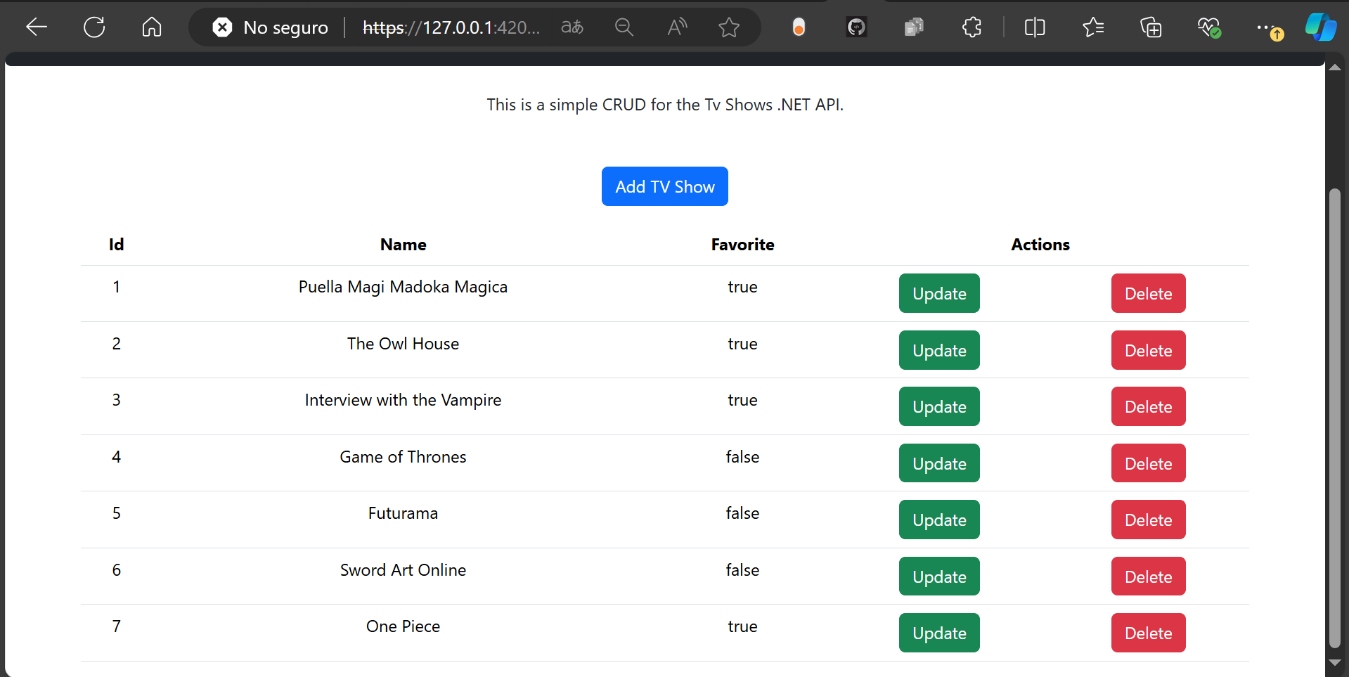 No seguro https://127.0.0.1:420...
This is a simple CRUD for the Tv Shows .NET API.
Add TV Show
Id Name Favorite Actions
1 Puella Magi Madoka Magica true Update Delete
2 The Owl House true Update Delete
3 Interview with the Vampire true Update Delete
4 Game of Thrones false Update Delete
5 Futurama false Update Delete
6 Sword Art Online false Update Delete
7 One Piece true Update Delete